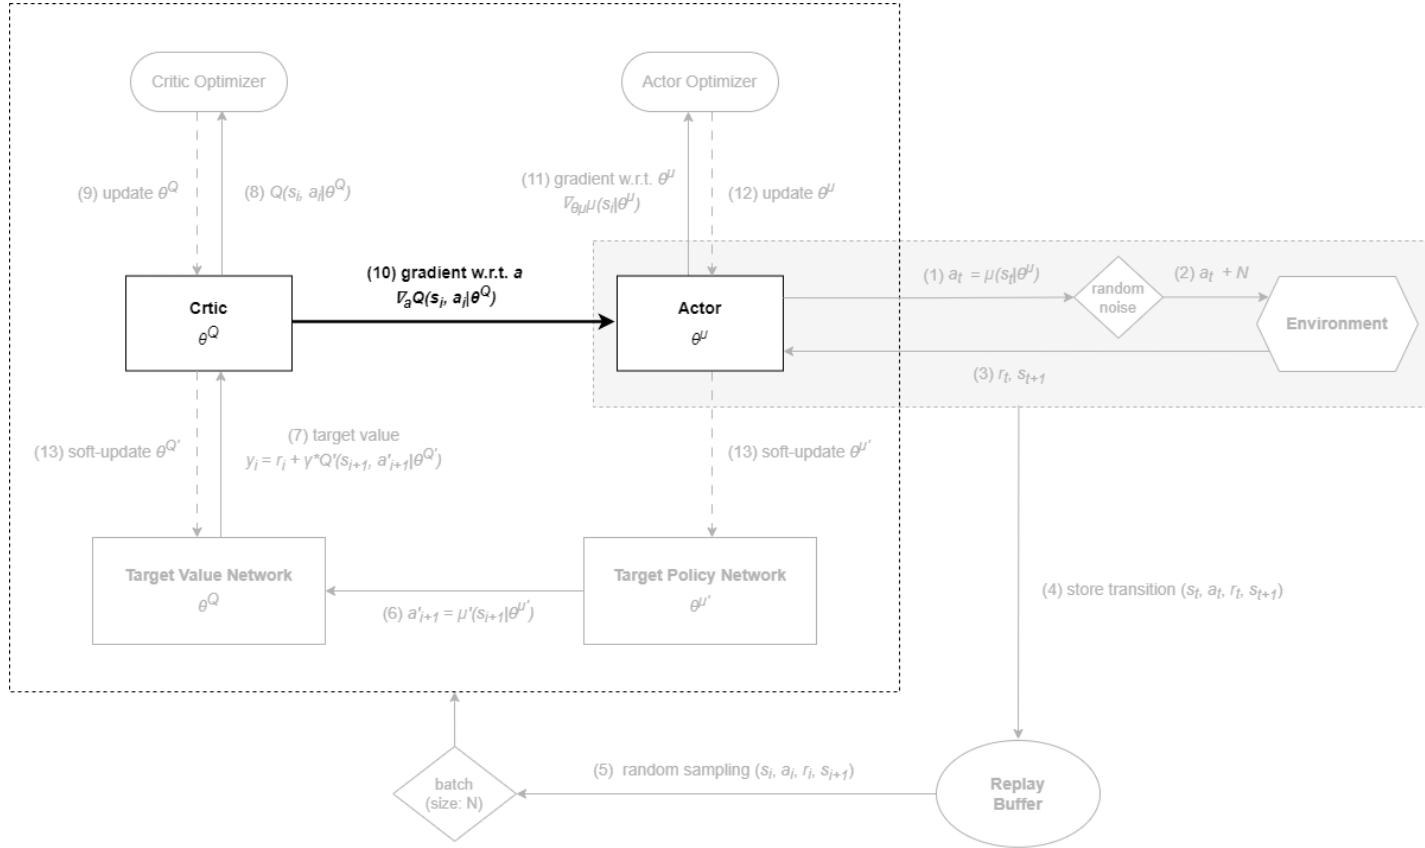 Critic Optimizer
Actor Optimizer
(9) update θ^Q
(8) Q(s_i, a_i|θ^Q)
(11) gradient w.r.t. θ^μ
∇_θμ μ(s_i|θ^μ)
(12) update θ^μ
(10) gradient w.r.t. a
∇_a Q(s_i, a_i|θ^Q)
Crtic
θ^Q
Actor
θ^μ
(1) a_t = μ(s_t|θ^μ)
random
noise
(2) a_t + N
Environment
(3) r_t, s_t+1
(13) soft-update θ^Q'
(7) target value
y_i = r_i + γ*Q'(s_i+1, a'_i+1|θ^Q')
(13) soft-update θ^μ'
Target Value Network
θ^Q
Target Policy Network
θ^μ'
(6) a'_i+1 = μ'(s_i+1|θ^μ')
(4) store transition (s_t, a_t, r_t, s_t+1)
batch
(size: N)
(5) random sampling (s_i, a_i, r_i, s_i+1)
Replay
Buffer